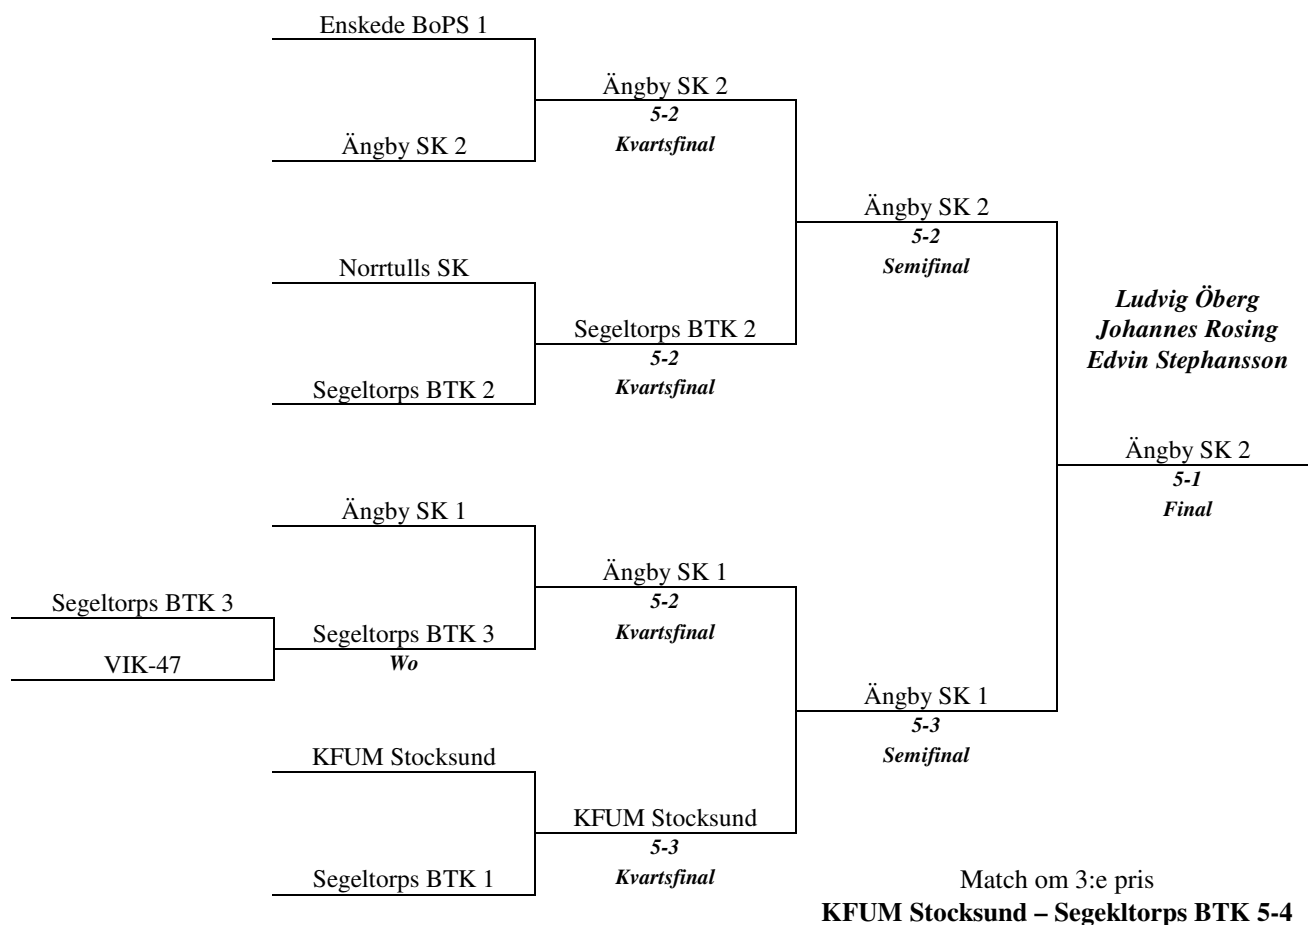 Enskede BoPS 1
Ängby SK 2
5-2
Kvartsfinal
Ängby SK 2
Ängby SK 2
5-2
Semifinal
Norrtulls SK
Ludvig Öberg
Johannes Rosing
Edvin Stephansson
Segeltorps BTK 2
5-2
Kvartsfinal
Segeltorps BTK 2
Ängby SK 2
5-1
Final
Ängby SK 1
Ängby SK 1
5-2
Kvartsfinal
Segeltorps BTK 3
Segeltorps BTK 3
Wo
VIK-47
Ängby SK 1
5-3
Semifinal
KFUM Stocksund
KFUM Stocksund
5-3
Kvartsfinal
Segeltorps BTK 1
Match om 3:e pris
KFUM Stocksund – Segekltorps BTK 5-4